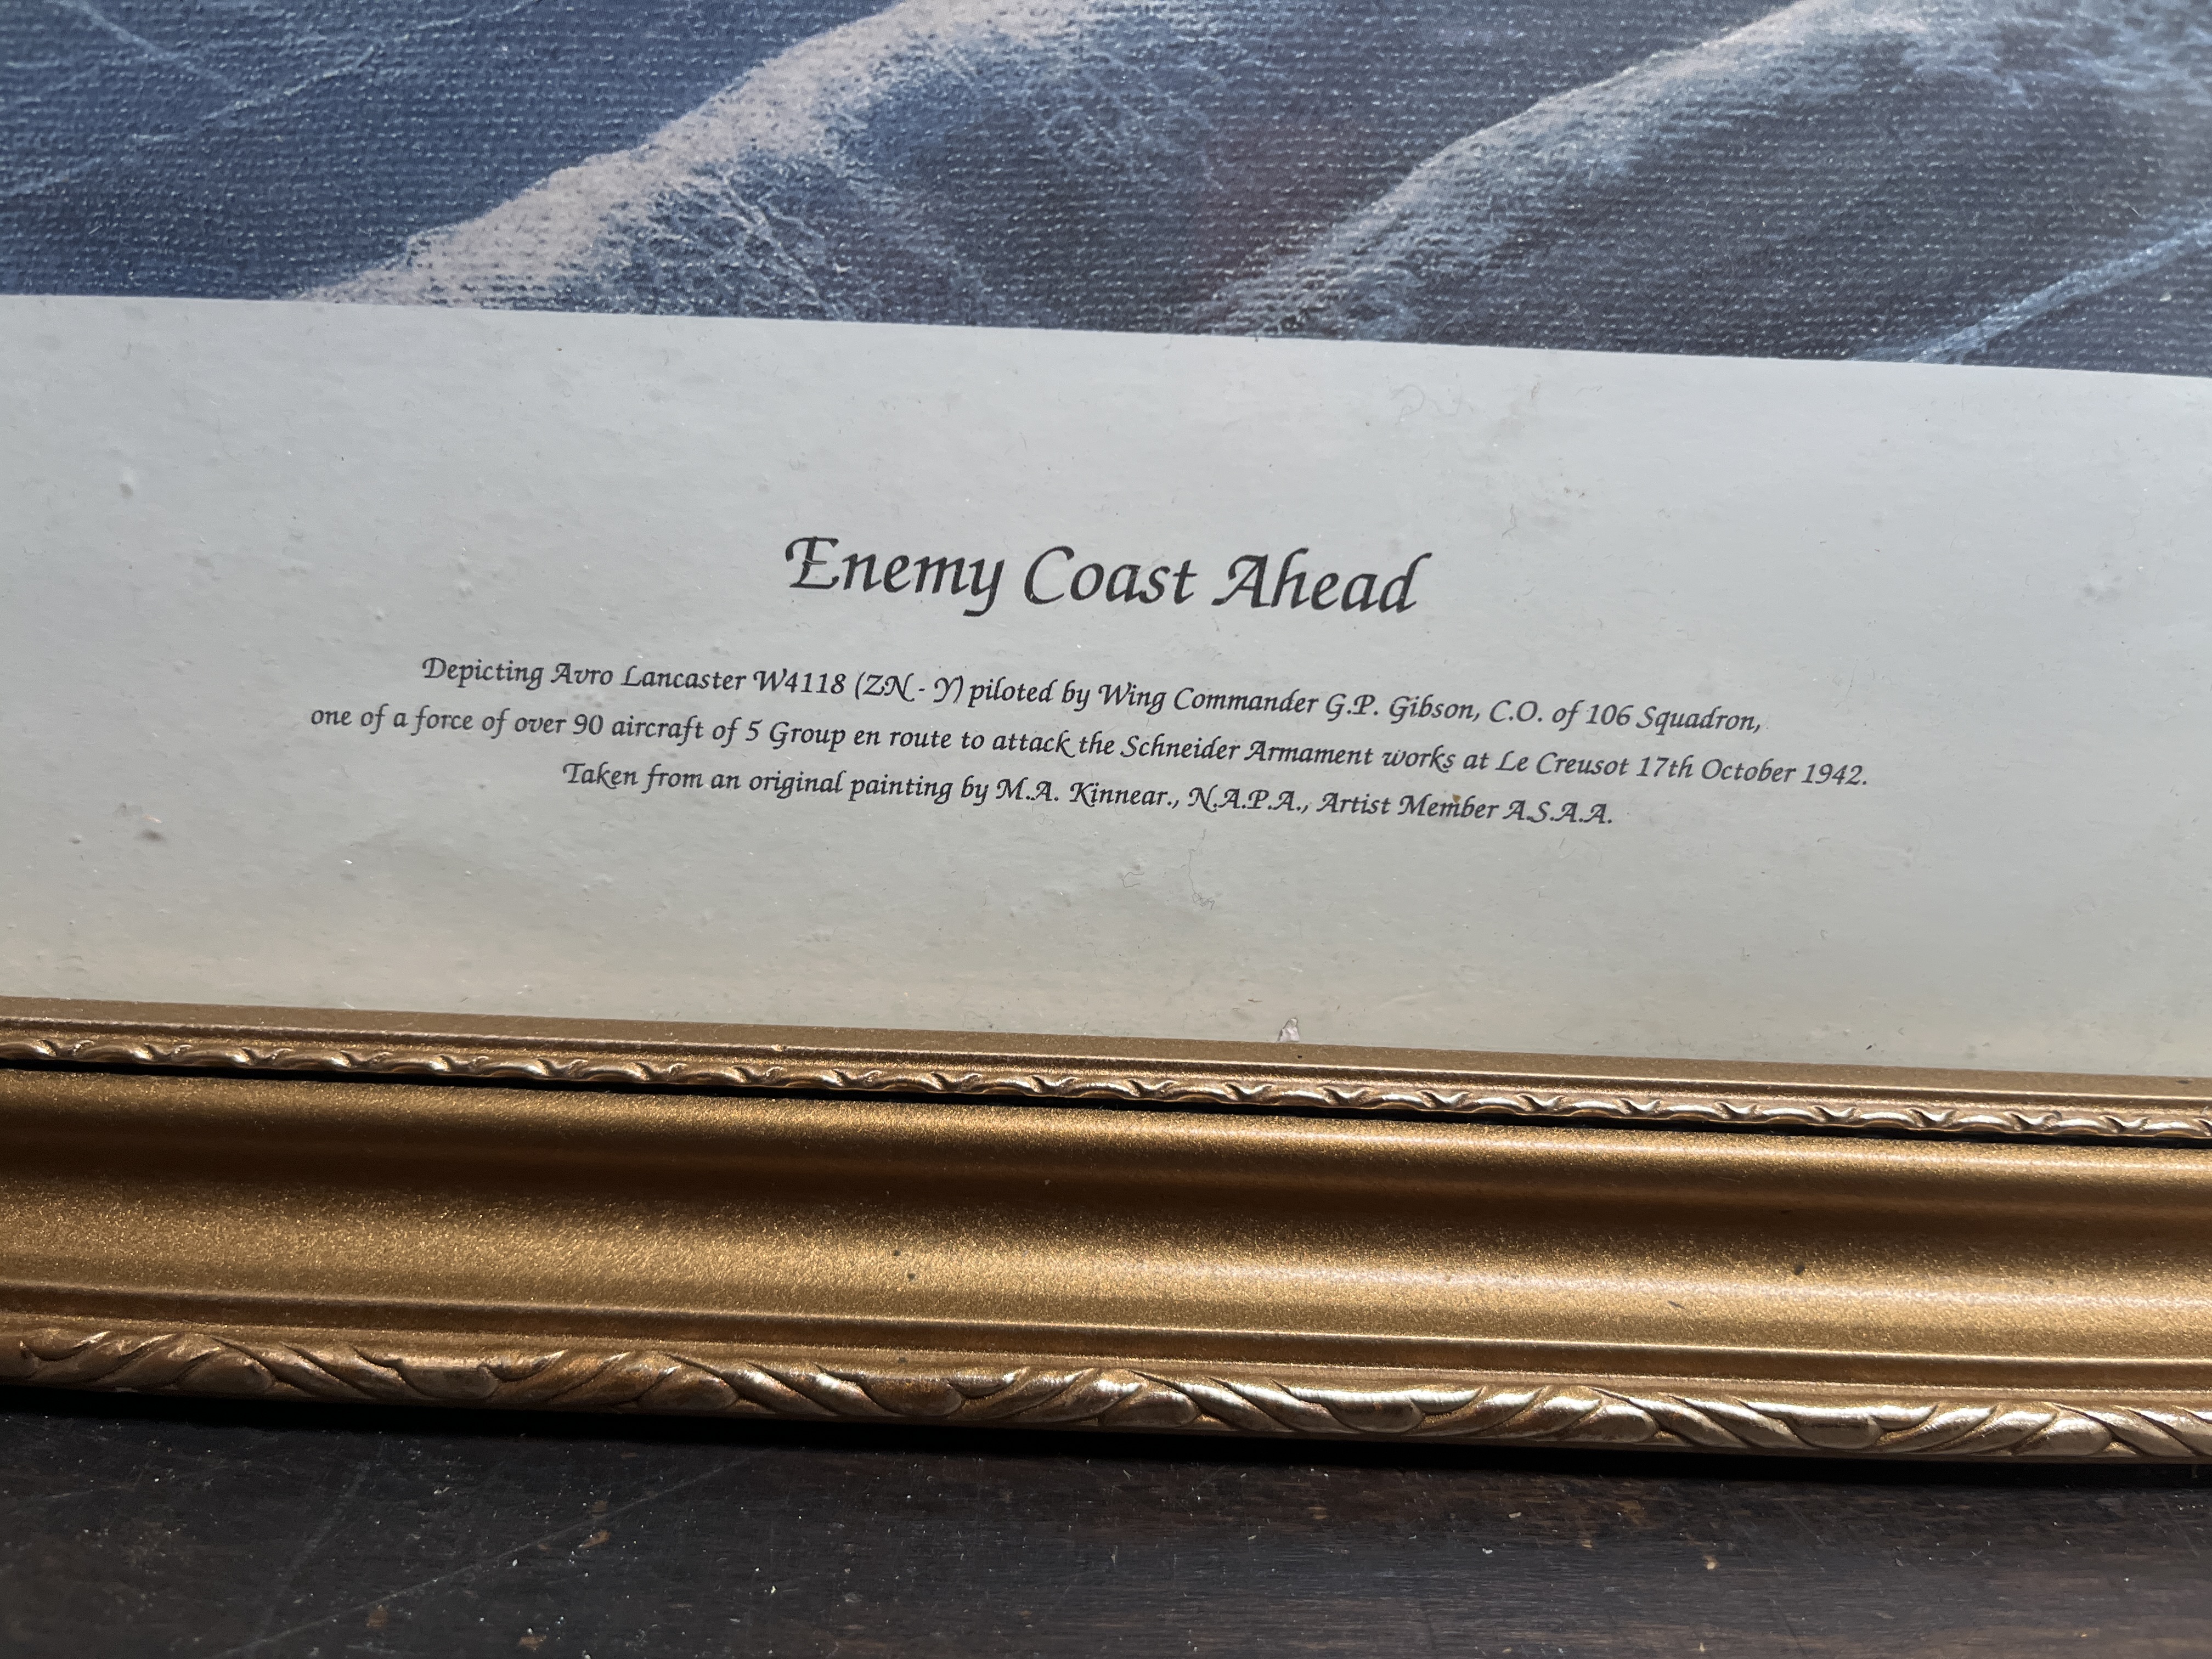 Enemy Coast Ahead
Depicting Avro Lancaster W4118 (ZN - Y) piloted by Wing Commander G.P. Gibson, C.O. of 106 Squadron,
one of a force of over 90 aircraft of 5 Group en route to attack the Schneider Armament works at Le Creusot 17th October 1942.
Taken from an original painting by M.A. Kinnear., N.A.P.A., Artist Member A.S.A.A.